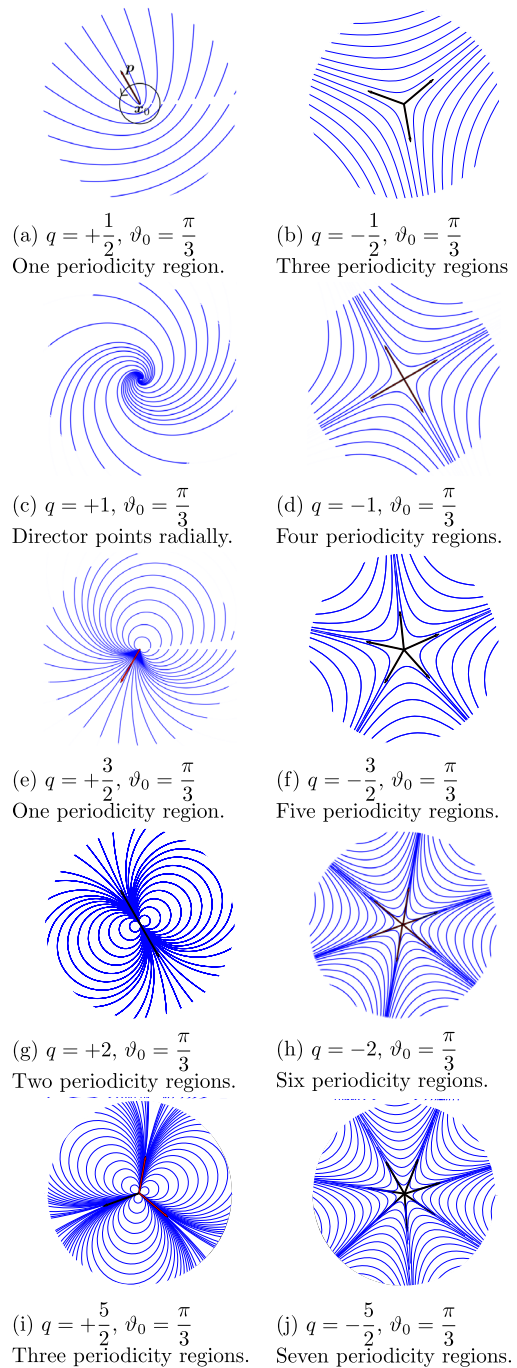 p
x₀
(a) q = +1/2, ϑ₀ = π/3
One periodicity region.
(b) q = −1/2, ϑ₀ = π/3
Three periodicity regions
(c) q = +1, ϑ₀ = π/3
Director points radially.
(d) q = −1, ϑ₀ = π/3
Four periodicity regions.
(e) q = +3/2, ϑ₀ = π/3
One periodicity region.
(f) q = −3/2, ϑ₀ = π/3
Five periodicity regions.
(g) q = +2, ϑ₀ = π/3
Two periodicity regions.
(h) q = −2, ϑ₀ = π/3
Six periodicity regions.
(i) q = +5/2, ϑ₀ = π/3
Three periodicity regions.
(j) q = −5/2, ϑ₀ = π/3
Seven periodicity regions.